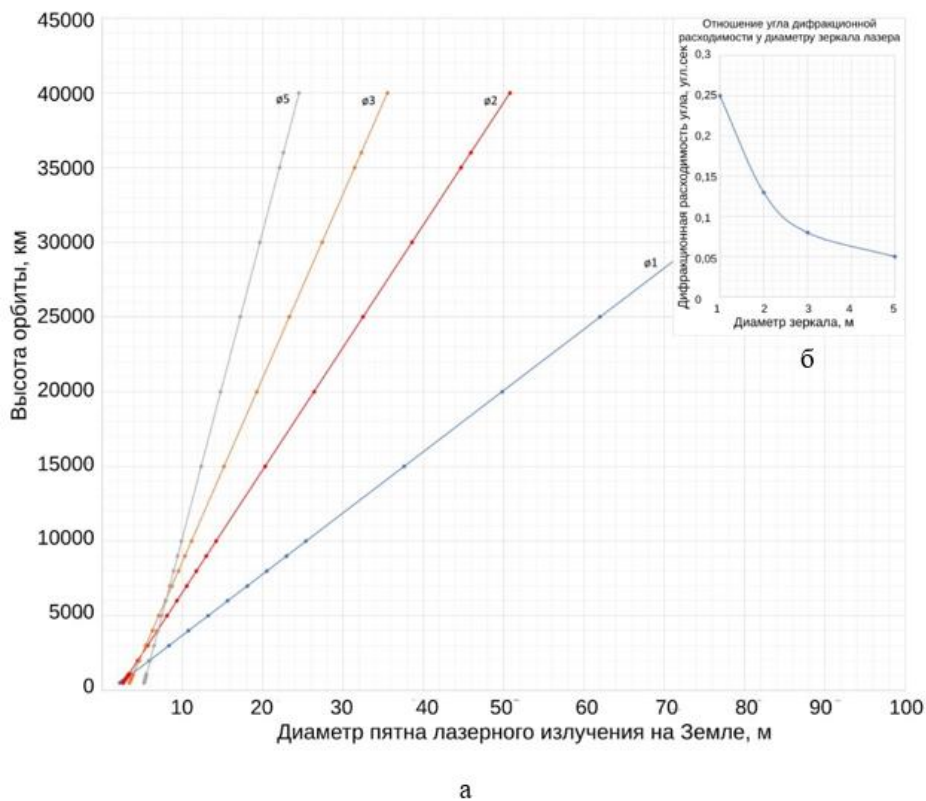 45000
40000
35000
30000
25000
20000
15000
10000
5000
0
Высота орбиты, км
ø5
ø3
ø2
ø1
10
20
30
40
50
60
70
80
90
100
Диаметр пятна лазерного излучения на Земле, м
а
Отношение угла дифракционной
расходимости у диаметру зеркала лазера
Дифракционная расходимость угла, угл.сек
0,3
0,25
0,2
0,15
0,1
0,05
0
1
2
3
4
5
Диаметр зеркала, м
б